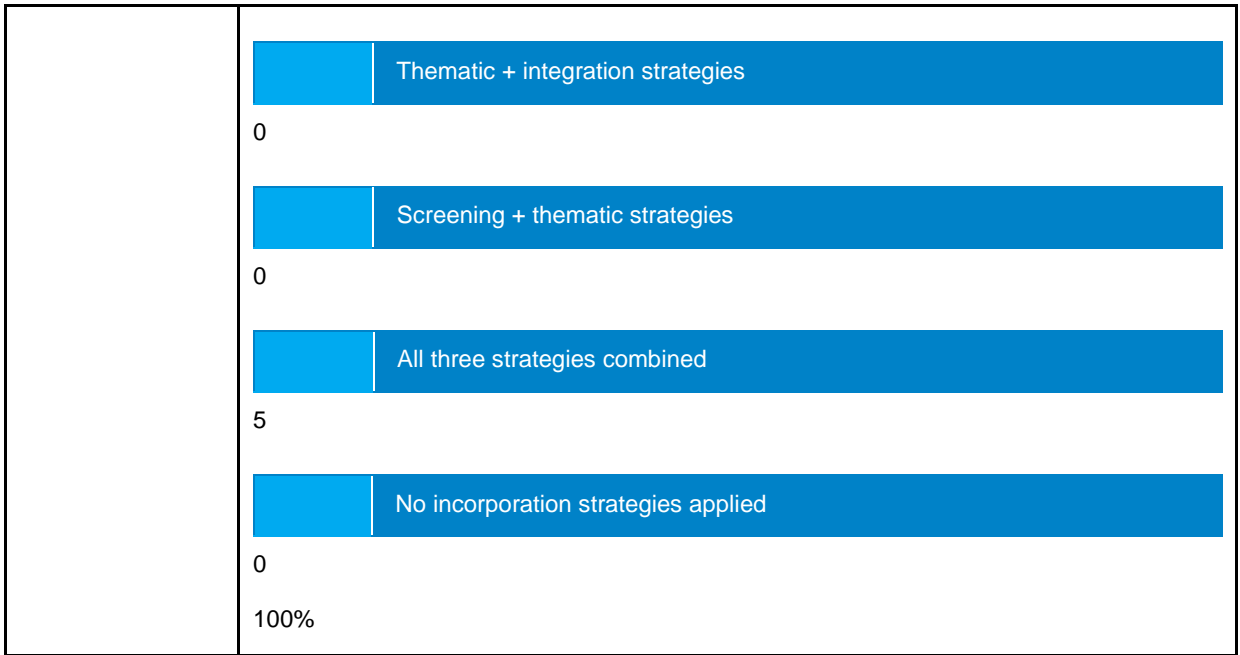 Thematic + integration strategies
0
Screening + thematic strategies
0
All three strategies combined
5
No incorporation strategies applied
0
100%